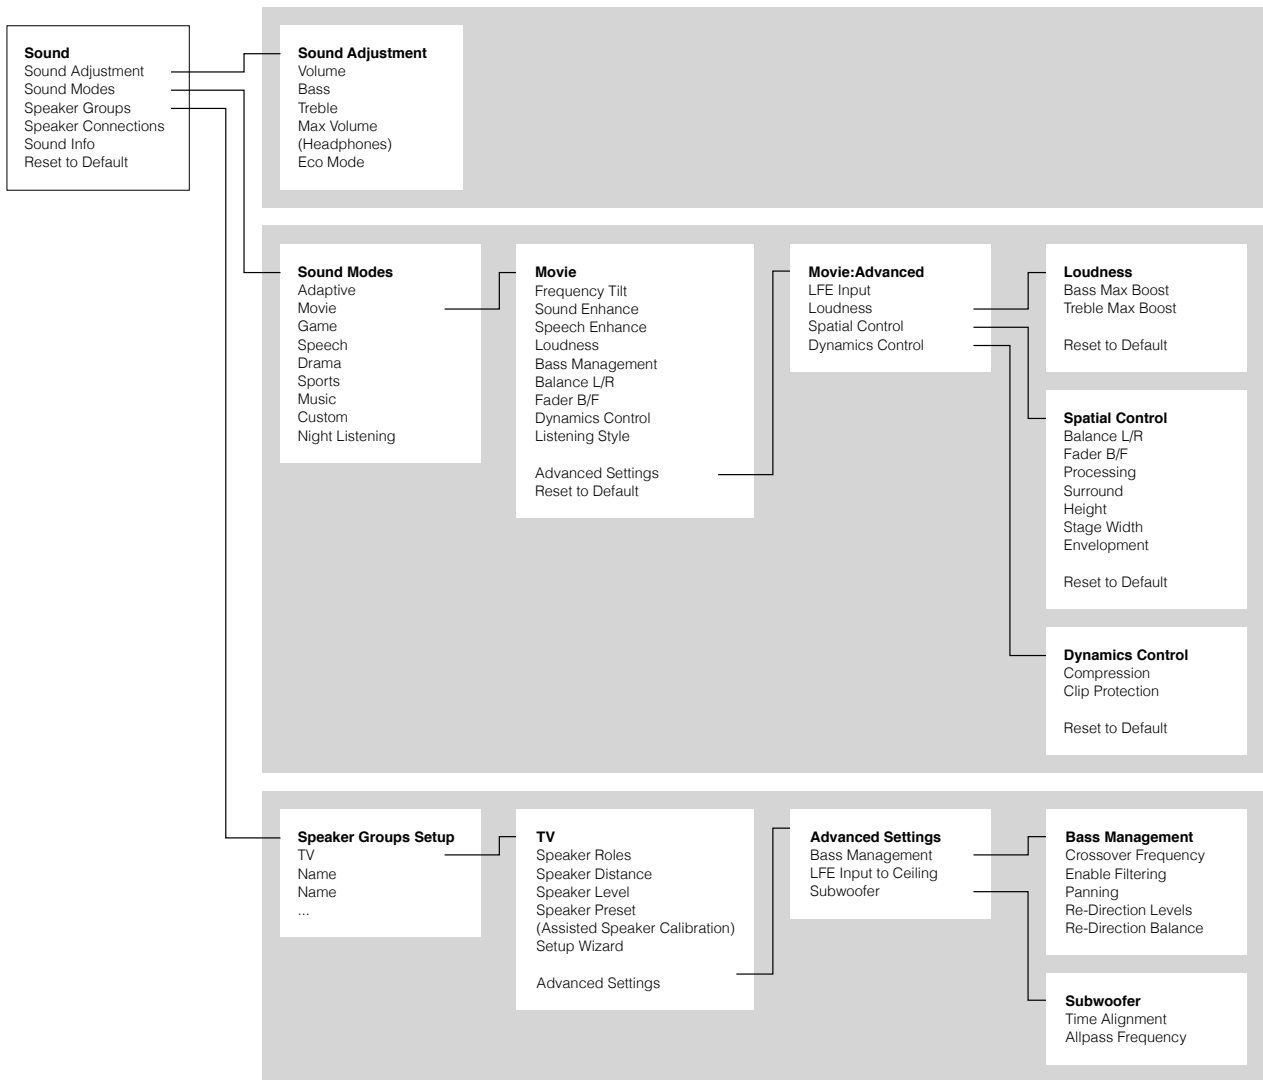 Sound
Sound Adjustment
Sound Modes
Speaker Groups
Speaker Connections
Sound Info
Reset to Default
Sound Adjustment
Volume
Bass
Treble
Max Volume
(Headphones)
Eco Mode
Sound Modes
Adaptive
Movie
Game
Speech
Drama
Sports
Music
Custom
Night Listening
Movie
Frequency Tilt
Sound Enhance
Speech Enhance
Loudness
Bass Management
Balance L/R
Fader B/F
Dynamics Control
Listening Style
Advanced Settings
Reset to Default
Movie:Advanced
LFE Input
Loudness
Spatial Control
Dynamics Control
Loudness
Bass Max Boost
Treble Max Boost
Reset to Default
Spatial Control
Balance L/R
Fader B/F
Processing
Surround
Height
Stage Width
Envelopment
Reset to Default
Dynamics Control
Compression
Clip Protection
Reset to Default
Speaker Groups Setup
TV
Name
Name
...
TV
Speaker Roles
Speaker Distance
Speaker Level
Speaker Preset
(Assisted Speaker Calibration)
Setup Wizard
Advanced Settings
Advanced Settings
Bass Management
LFE Input to Ceiling
Subwoofer
Bass Management
Crossover Frequency
Enable Filtering
Panning
Re-Direction Levels
Re-Direction Balance
Subwoofer
Time Alignment
Allpass Frequency